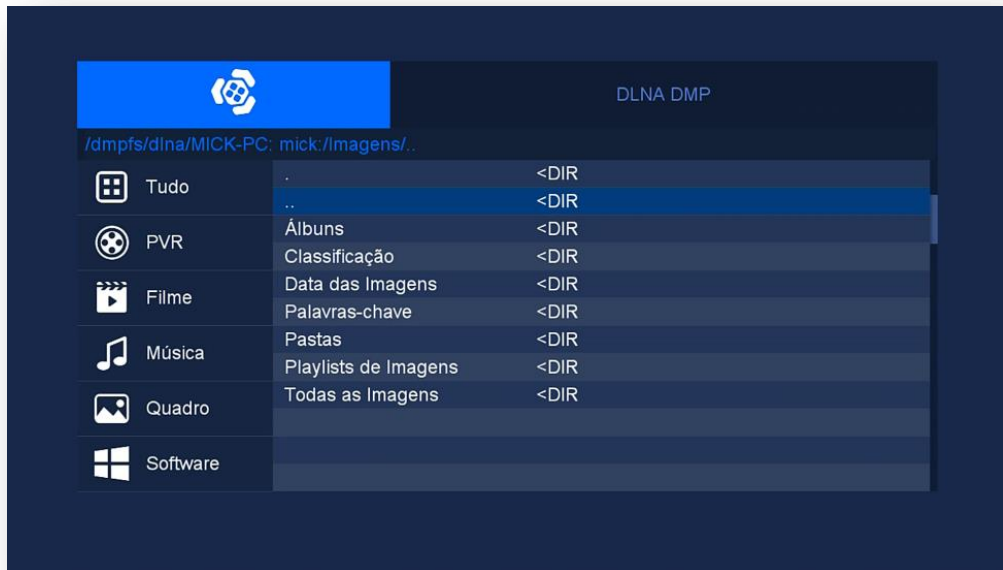 DLNA DMP
/dmpfs/dlna/MICK-PC: mick:/Imagens/..
Tudo
PVR
Filme
Música
Quadro
Software
. <DIR
.. <DIR
Álbuns <DIR
Classificação <DIR
Data das Imagens <DIR
Palavras-chave <DIR
Pastas <DIR
Playlists de Imagens <DIR
Todas as Imagens <DIR